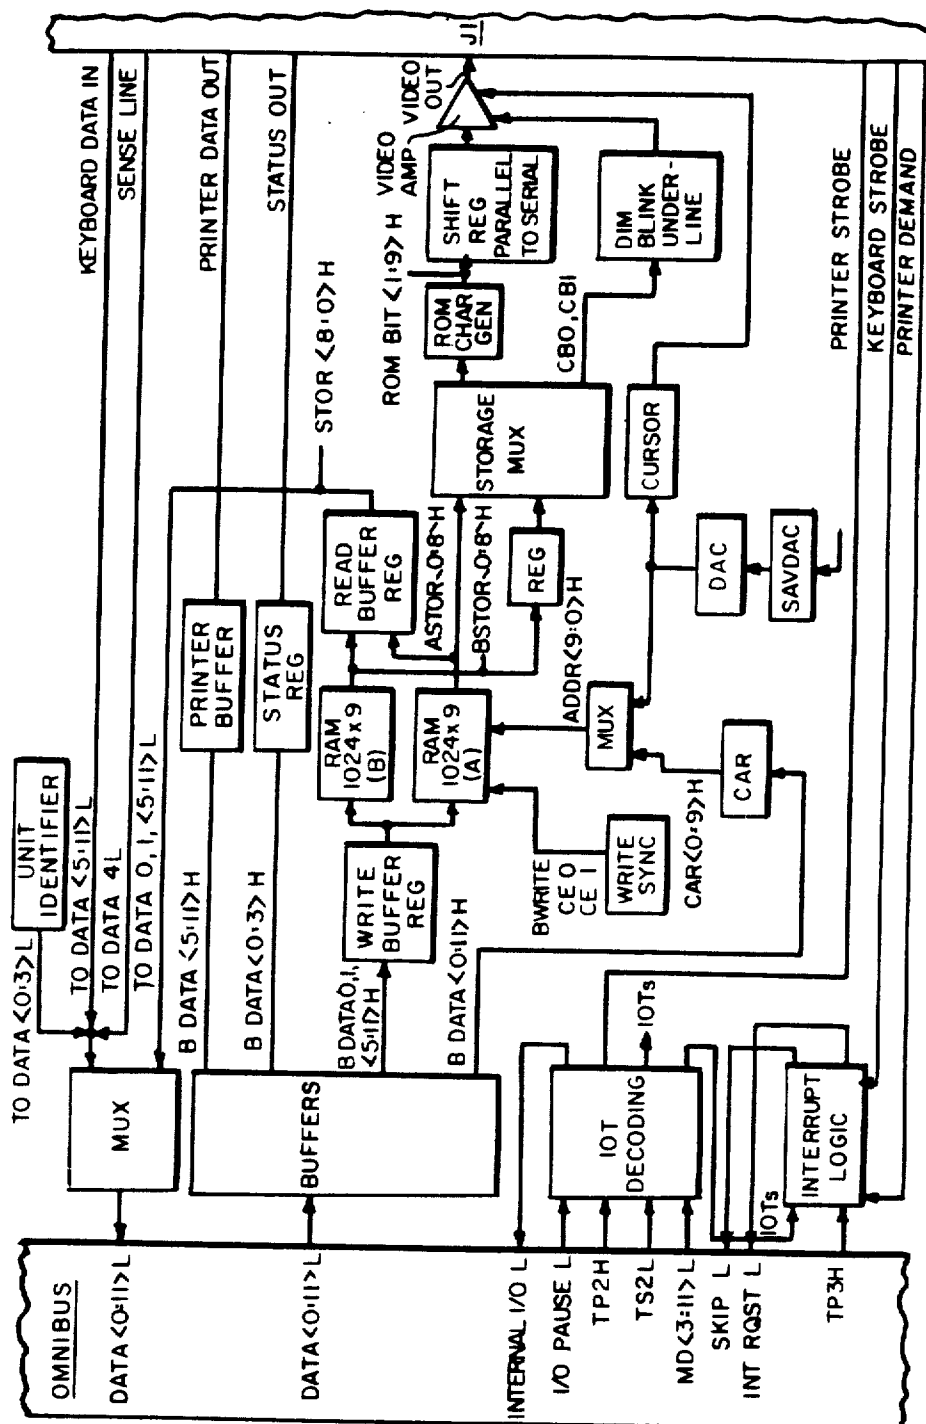 OMNIBUS
DATA <0:11> L
DATA <0:11> L
INTERNAL I/O L
I/O PAUSE L
TP2 H
TS2 L
MD<3:11> L
SKIP L
INT RQST L
TP3H
MUX
BUFFERS
IOT
DECODING
IOTs
INTERRUPT
LOGIC
IOTs
TO DATA <0:3> L
UNIT
IDENTIFIER
TO DATA <5:11> L
TO DATA 4 L
TO DATA 0, 1, <5:11> L
B DATA <5:11> H
B DATA <0:3> H
B DATA 0, 1,
<5:11> H
B DATA <0:11> H
PRINTER
BUFFER
STATUS
REG
WRITE
BUFFER
REG
RAM
1024 x 9
(B)
RAM
1024 x 9
(A)
BWRITE
CE 0
CE 1
WRITE
SYNC
CAR<0:9> H
CAR
MUX
ADDR<9:0> H
READ
BUFFER
REG
ASTOR<0:8> H
BSTOR<0:8> H
REG
DAC
SAVDAC
CURSOR
STORAGE
MUX
STOR <8:0> H
ROM
CHAR
GEN
ROM BIT <1:9> H
CB0, CB1
SHIFT
REG
PARALLEL
TO SERIAL
DIM
BLINK
UNDER-
LINE
VIDEO
AMP
VIDEO
OUT
KEYBOARD DATA IN
SENSE LINE
PRINTER DATA OUT
STATUS OUT
PRINTER STROBE
KEYBOARD STROBE
PRINTER DEMAND
J1